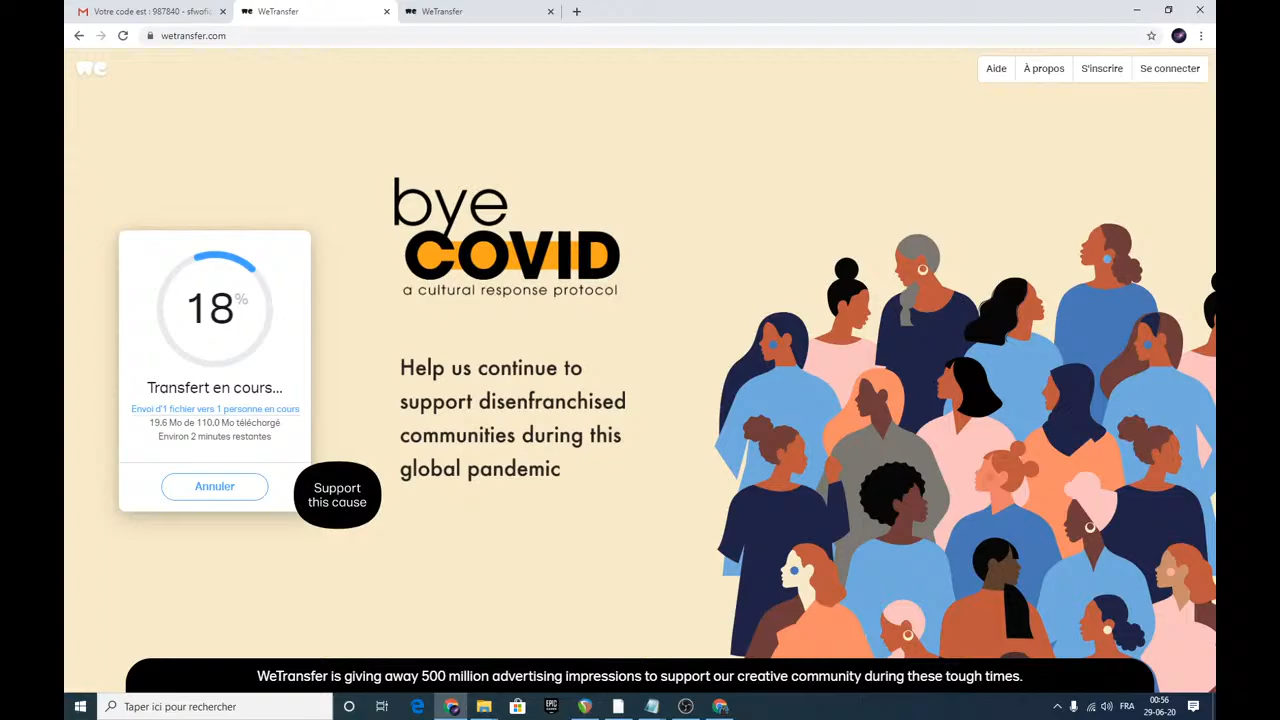 Votre code est : 987840 - sfwofic
WeTransfer
WeTransfer
wetransfer.com
we
Aide
À propos
S'inscrire
Se connecter
bye
COVID
a cultural response protocol
18%
Transfert en cours...
Envoi d'1 fichier vers 1 personne en cours
19.6 Mo de 110.0 Mo téléchargé
Environ 2 minutes restantes
Annuler
Support
this cause
Help us continue to
support disenfranchised
communities during this
global pandemic
WeTransfer is giving away 500 million advertising impressions to support our creative community during these tough times.
Taper ici pour rechercher
EPIC
FRA
00:56
29-06-20